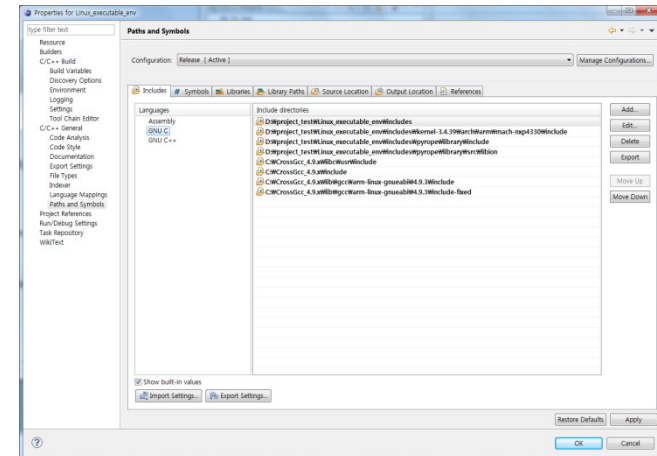 Properties for Linux_executable_env
type filter text
Resource
Builders
C/C++ Build
Build Variables
Discovery Options
Environment
Logging
Settings
Tool Chain Editor
C/C++ General
Code Analysis
Code Style
Documentation
Export Settings
File Types
Indexer
Language Mappings
Paths and Symbols
Project References
Run/Debug Settings
Task Repository
WikiText
Paths and Symbols
Configuration: Release [ Active ]
Manage Configurations...
Includes # Symbols Libraries Library Paths Source Location Output Location References
Languages
Assembly
GNU C
GNU C++
Include directories
D:₩project_test₩Linux_executable_env₩includes
D:₩project_test₩Linux_executable_env₩includes₩kernel-3.4.39₩arch₩arm₩mach-nxp4330₩include
D:₩project_test₩Linux_executable_env₩includes₩pyrope₩library₩include
D:₩project_test₩Linux_executable_env₩includes₩pyrope₩library₩src₩libion
C:₩CrossGcc_4.9.x₩libc₩usr₩include
C:₩CrossGcc_4.9.x₩include
C:₩CrossGcc_4.9.x₩lib₩gcc₩arm-linux-gnueabi₩4.9.3₩include
C:₩CrossGcc_4.9.x₩lib₩gcc₩arm-linux-gnueabi₩4.9.3₩include-fixed
Add...
Edit...
Delete
Export
Move Up
Move Down
Show built-in values
Import Settings... Export Settings...
Restore Defaults Apply
OK Cancel